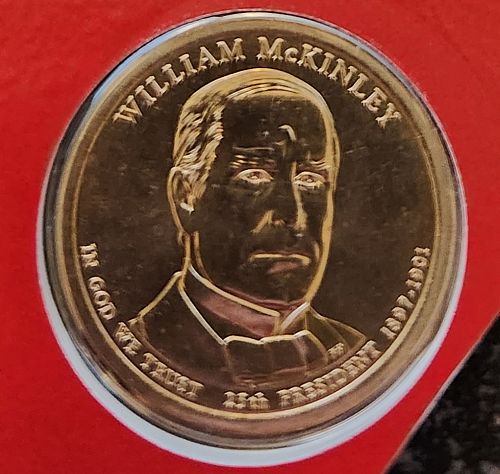 WILLIAM McKINLEY
IN GOD WE TRUST
25th PRESIDENT 1897-1901